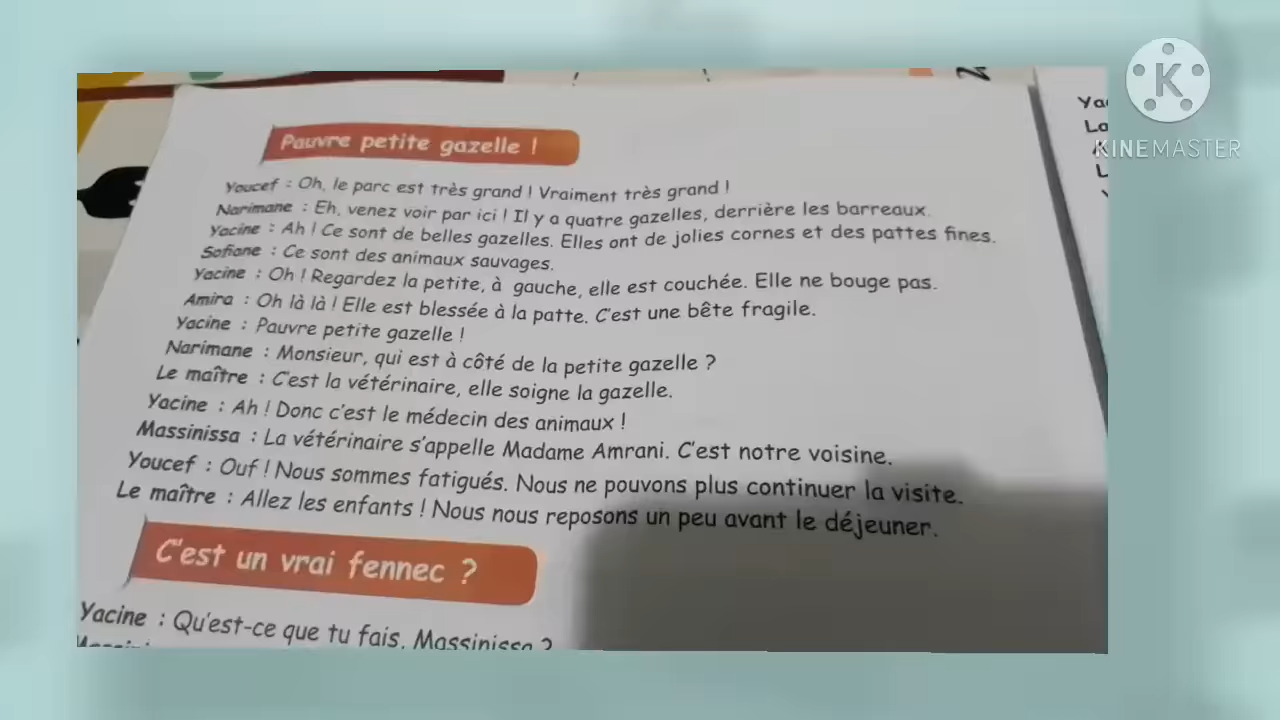 Pauvre petite gazelle !
Youcef : Oh, le parc est très grand ! Vraiment très grand !
Narimane : Eh, venez voir par ici ! Il y a quatre gazelles, derrière les barreaux.
Yacine : Ah ! Ce sont de belles gazelles. Elles ont de jolies cornes et des pattes fines.
Sofiane : Ce sont des animaux sauvages.
Yacine : Oh ! Regardez la petite, à gauche, elle est couchée. Elle ne bouge pas.
Amira : Oh là là ! Elle est blessée à la patte. C'est une bête fragile.
Yacine : Pauvre petite gazelle !
Narimane : Monsieur, qui est à côté de la petite gazelle ?
Le maître : C'est la vétérinaire, elle soigne la gazelle.
Yacine : Ah ! Donc c'est le médecin des animaux !
Massinissa : La vétérinaire s'appelle Madame Amrani. C'est notre voisine.
Youcef : Ouf ! Nous sommes fatigués. Nous ne pouvons plus continuer la visite.
Le maître : Allez les enfants ! Nous nous reposons un peu avant le déjeuner.
C'est un vrai fennec ?
Yacine : Qu'est-ce que tu fais, Massinissa ?
K
KINEMASTER